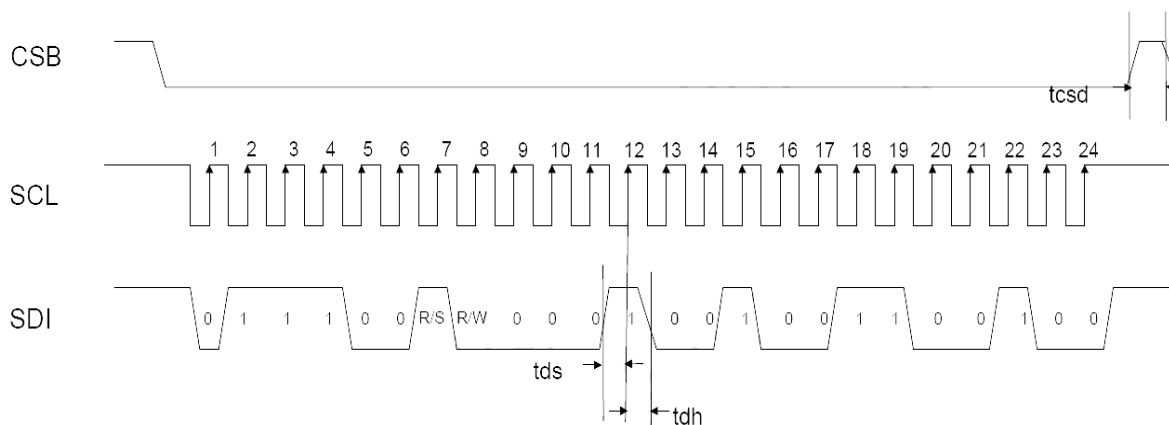 CSB
tcsd
1 2 3 4 5 6 7 8 9 10 11 12 13 14 15 16 17 18 19 20 21 22 23 24
SCL
SDI
0 1 1 1 0 0 R/S R/W 0 0 0 1 0 0 1 0 0 1 1 0 0 1 0 0
tds
tdh